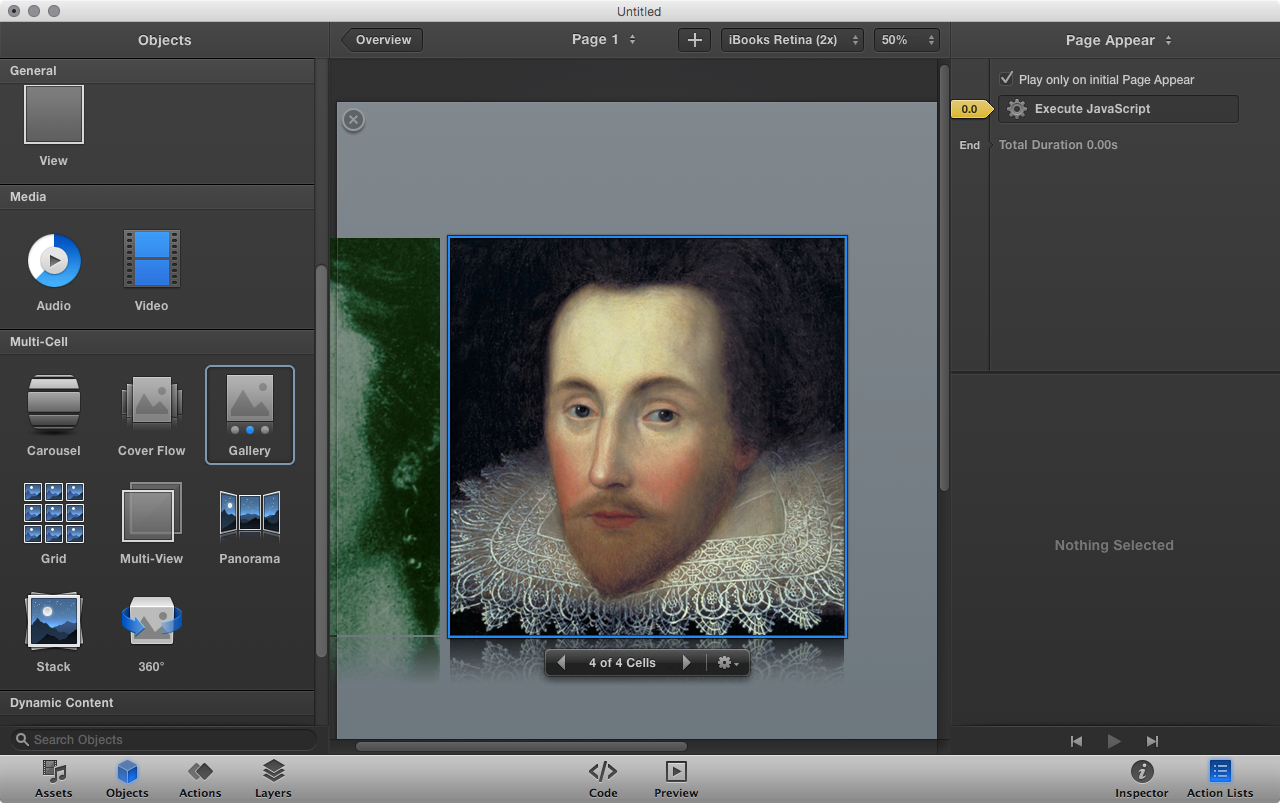 Untitled
Objects
Overview
Page 1
iBooks Retina (2x)
50%
Page Appear
General
View
Media
Audio
Video
Multi-Cell
Carousel
Cover Flow
Gallery
Grid
Multi-View
Panorama
Stack
360°
Dynamic Content
Search Objects
4 of 4 Cells
Play only on initial Page Appear
0.0
Execute JavaScript
End
Total Duration 0.00s
Nothing Selected
Assets
Objects
Actions
Layers
Code
Preview
Inspector
Action Lists